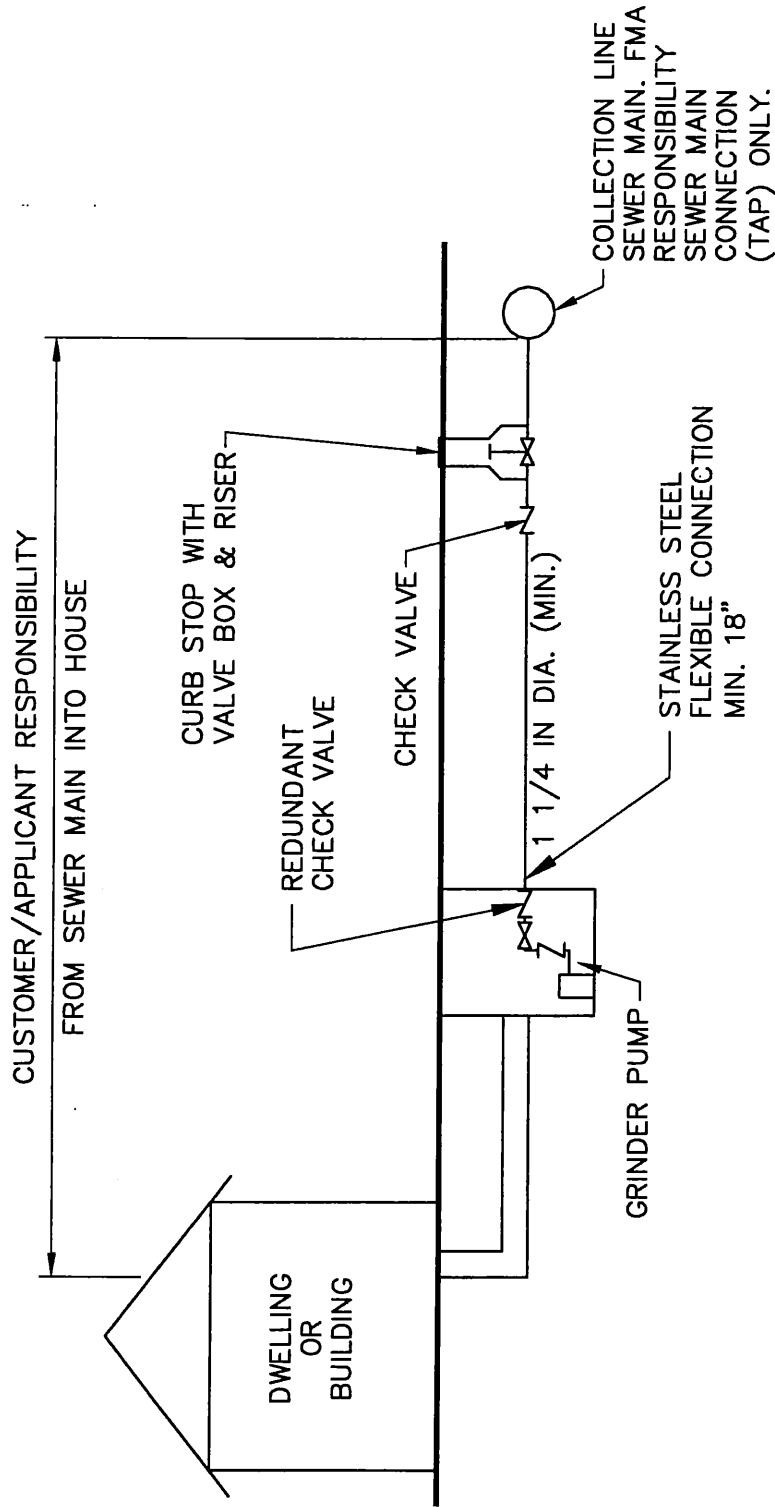 CUSTOMER/APPLICANT RESPONSIBILITY
FROM SEWER MAIN INTO HOUSE
CURB STOP WITH
VALVE BOX & RISER
REDUNDANT
CHECK VALVE
CHECK VALVE
DWELLING
OR
BUILDING
1 1/4 IN DIA. (MIN.)
GRINDER PUMP
STAINLESS STEEL
FLEXIBLE CONNECTION
MIN. 18"
COLLECTION LINE
SEWER MAIN. FMA
RESPONSIBILITY
SEWER MAIN
CONNECTION
(TAP) ONLY.